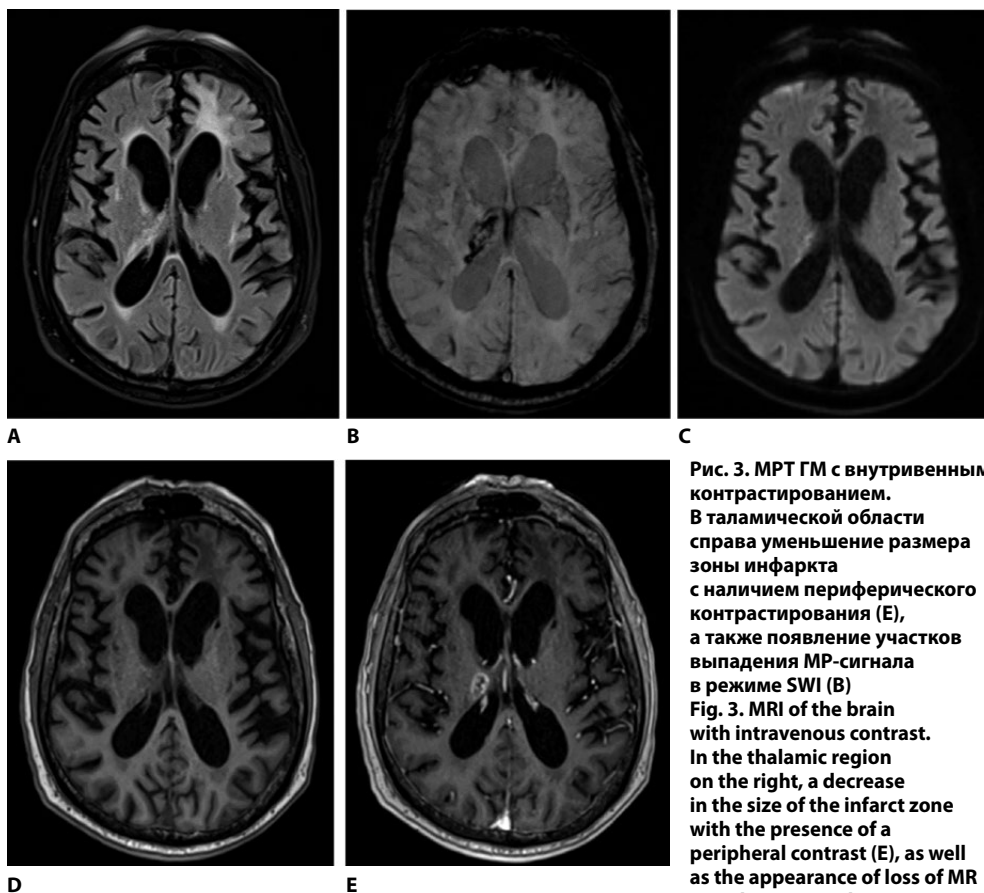 A
B
C
D
E
Рис. 3. МРТ ГМ с внутривенным
контрастированием.
В таламической области
справа уменьшение размера
зоны инфаркта
с наличием периферического
контрастирования (E),
а также появление участков
выпадения МР-сигнала
в режиме SWI (B)
Fig. 3. MRI of the brain
with intravenous contrast.
In the thalamic region
on the right, a decrease
in the size of the infarct zone
with the presence of a
peripheral contrast (E), as well
as the appearance of loss of MR